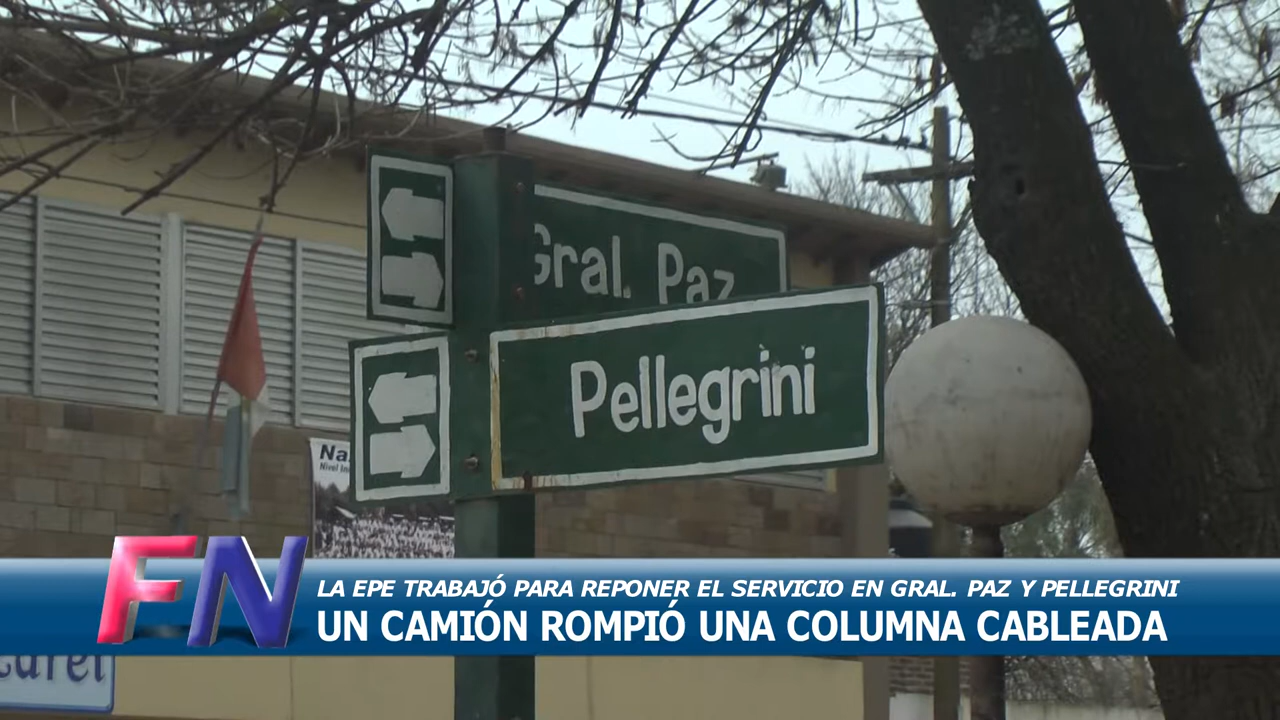 Gral. Paz
Pellegrini
FN
LA EPE TRABAJÓ PARA REPONER EL SERVICIO EN GRAL. PAZ Y PELLEGRINI
UN CAMIÓN ROMPIÓ UNA COLUMNA CABLEADA